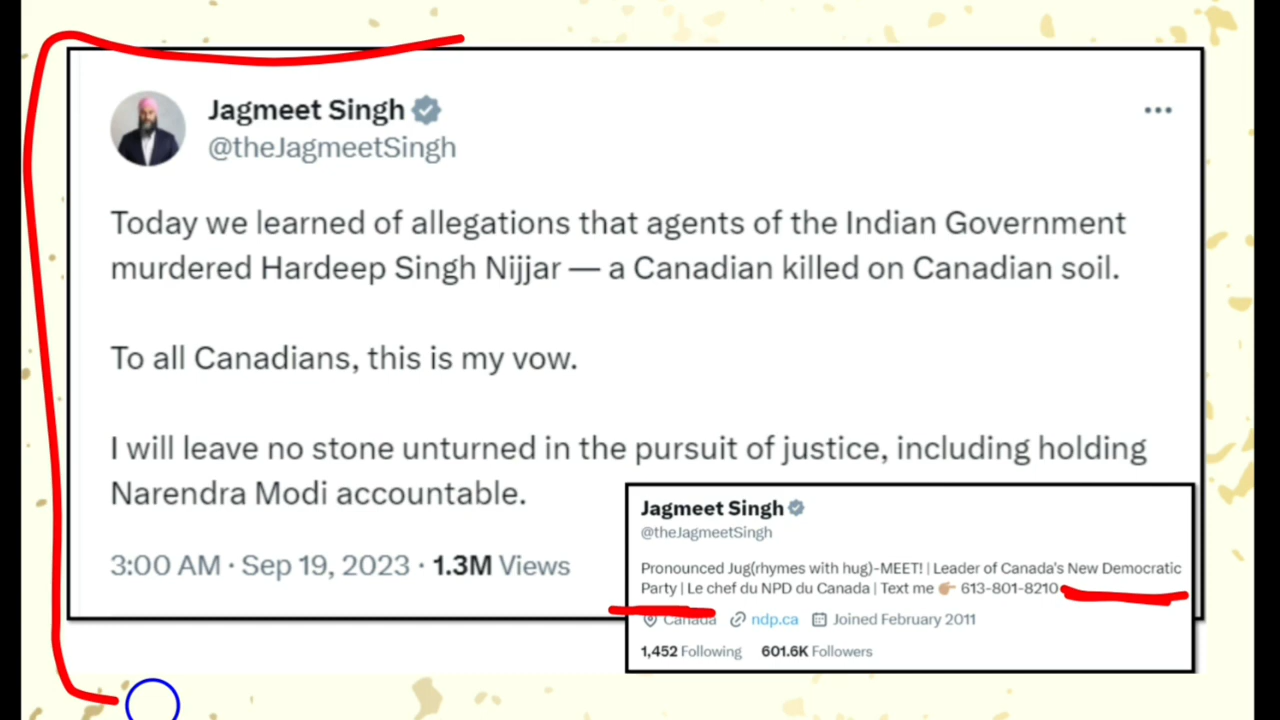 Jagmeet Singh
@theJagmeetSingh
Today we learned of allegations that agents of the Indian Government
murdered Hardeep Singh Nijjar — a Canadian killed on Canadian soil.
To all Canadians, this is my vow.
I will leave no stone unturned in the pursuit of justice, including holding
Narendra Modi accountable.
3:00 AM · Sep 19, 2023 · 1.3M Views
Jagmeet Singh
@theJagmeetSingh
Pronounced Jug(rhymes with hug)-MEET! | Leader of Canada's New Democratic
Party | Le chef du NPD du Canada | Text me 👉🏽 613-801-8210
Canada ndp.ca Joined February 2011
1,452 Following 601.6K Followers